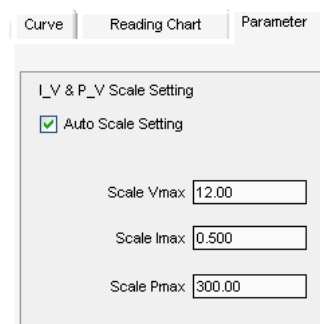 Curve Reading Chart Parameter
I_V & P_V Scale Setting
Auto Scale Setting
Scale Vmax 12.00
Scale Imax 0.500
Scale Pmax 300.00